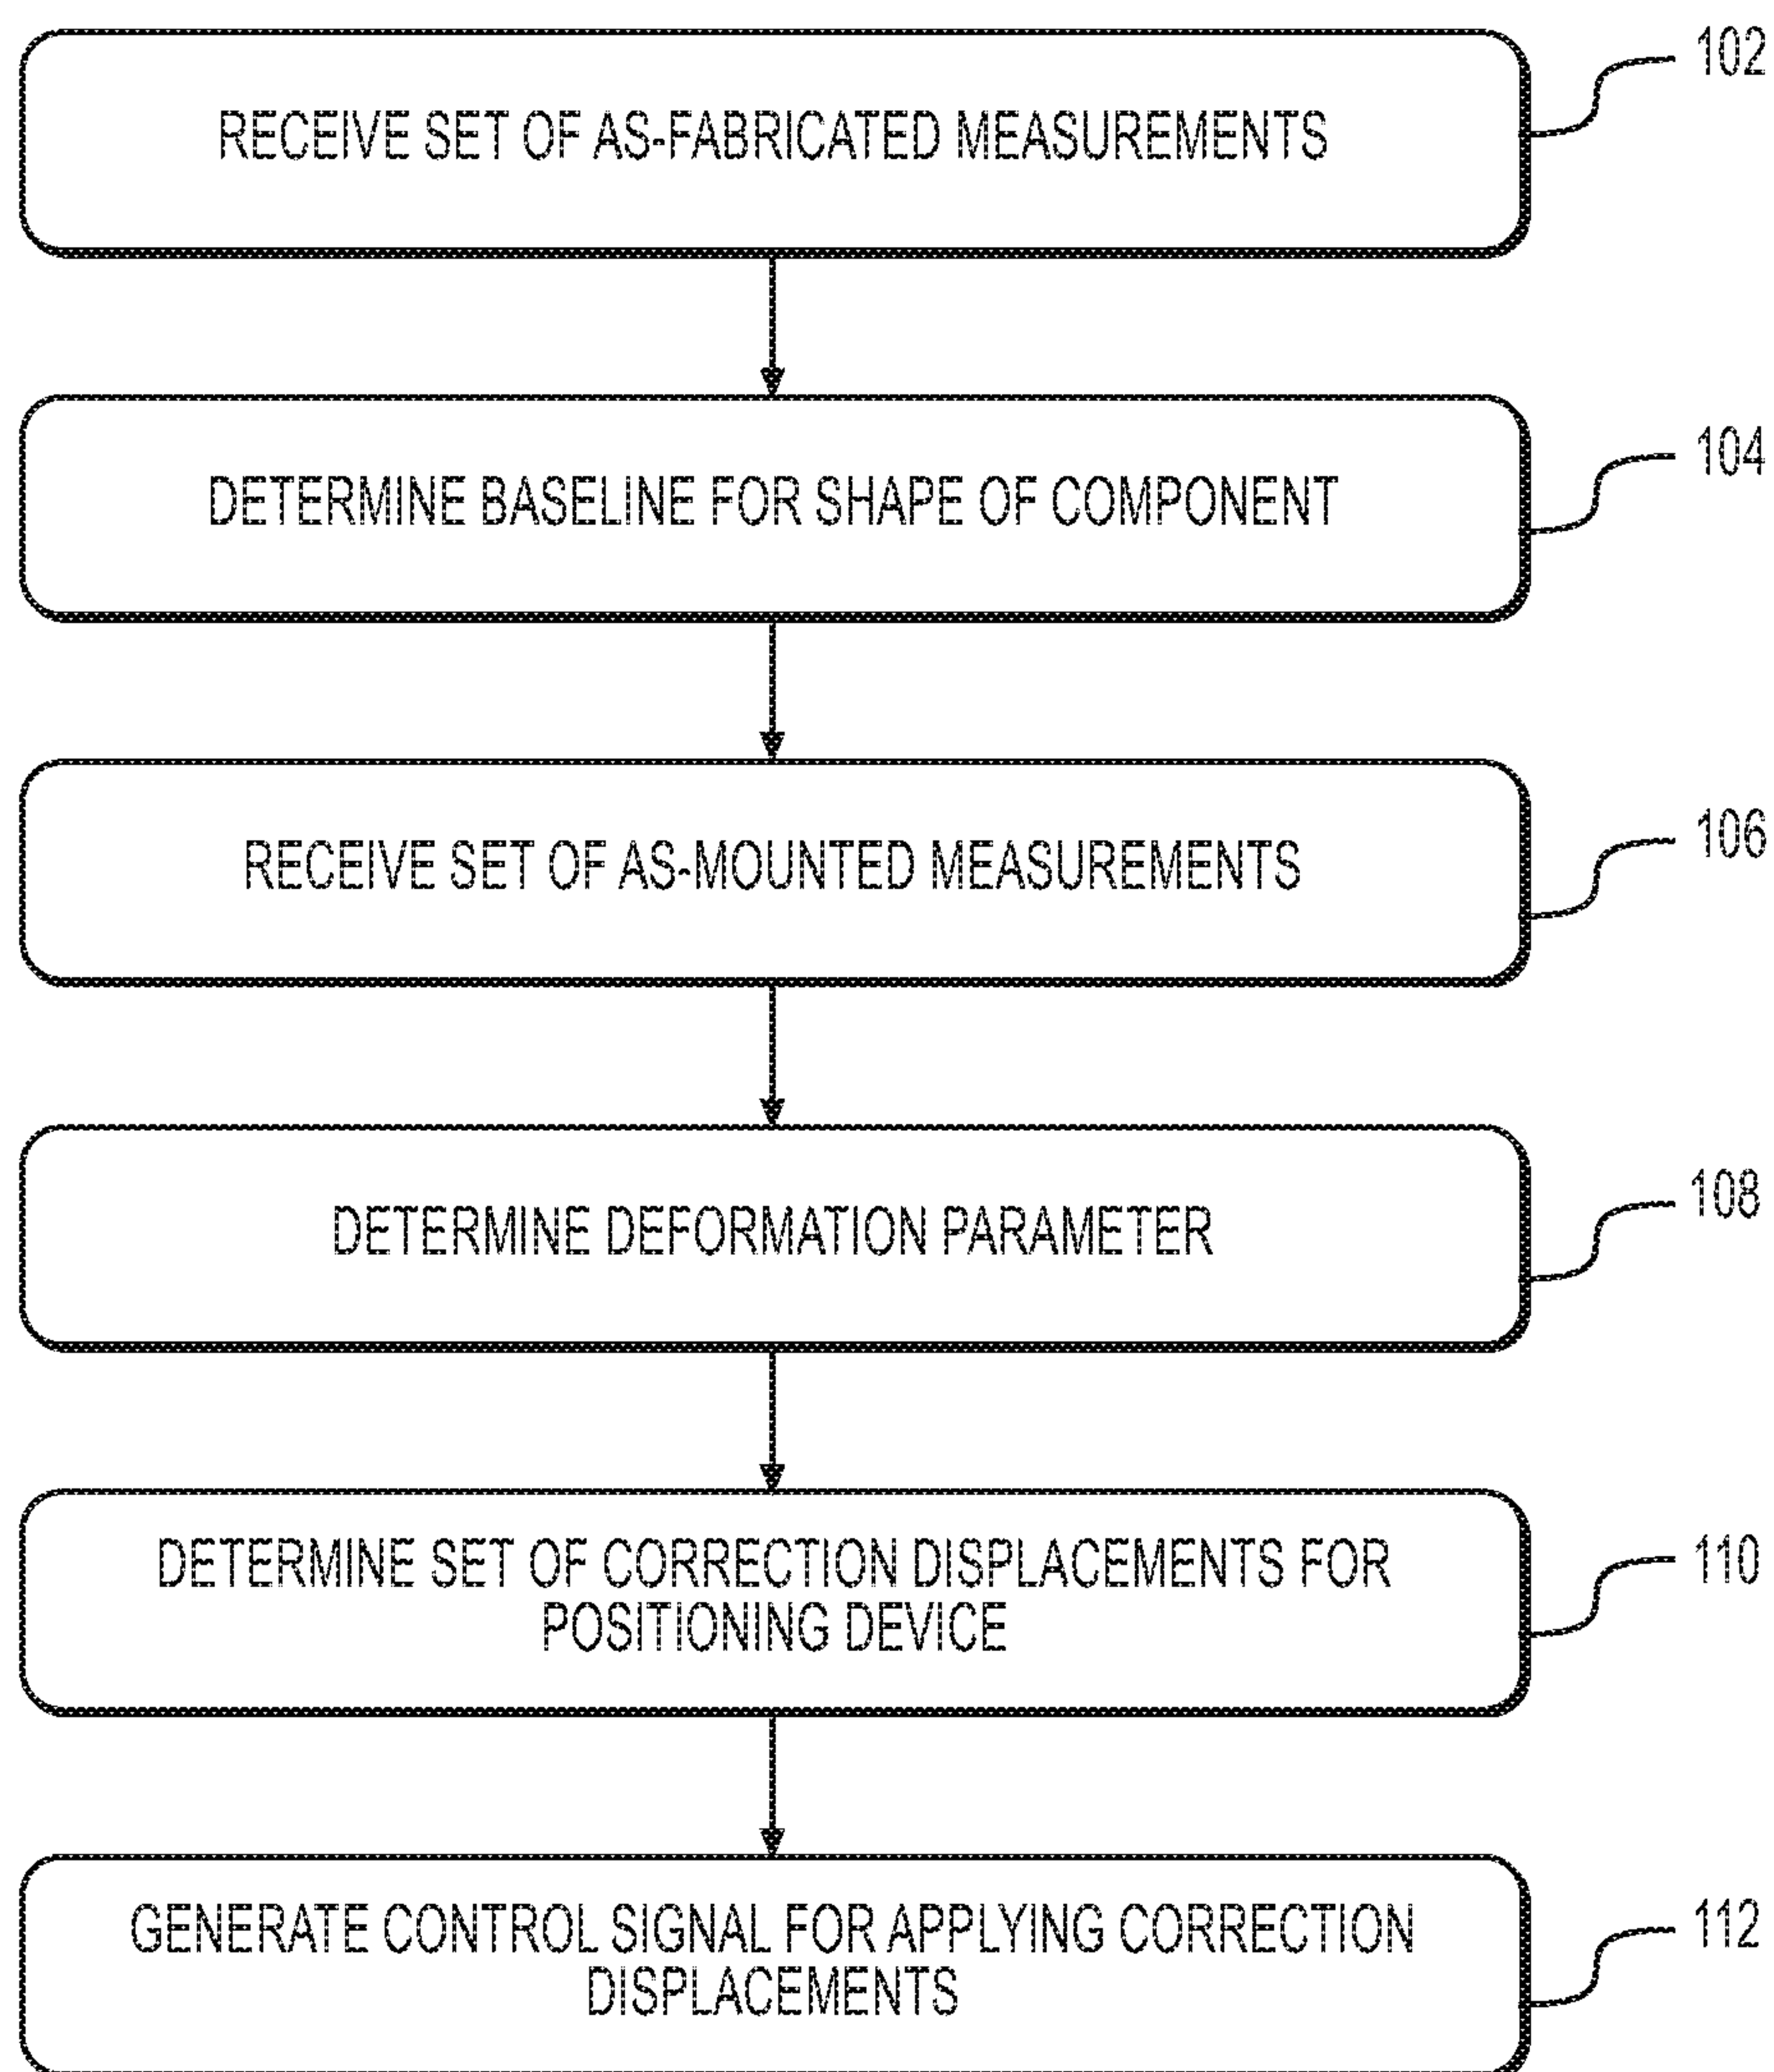 RECEIVE SET OF AS-FABRICATED MEASUREMENTS
102
DETERMINE BASELINE FOR SHAPE OF COMPONENT
104
RECEIVE SET OF AS-MOUNTED MEASUREMENTS
106
DETERMINE DEFORMATION PARAMETER
108
DETERMINE SET OF CORRECTION DISPLACEMENTS FOR
POSITIONING DEVICE
110
GENERATE CONTROL SIGNAL FOR APPLYING CORRECTION
DISPLACEMENTS
112